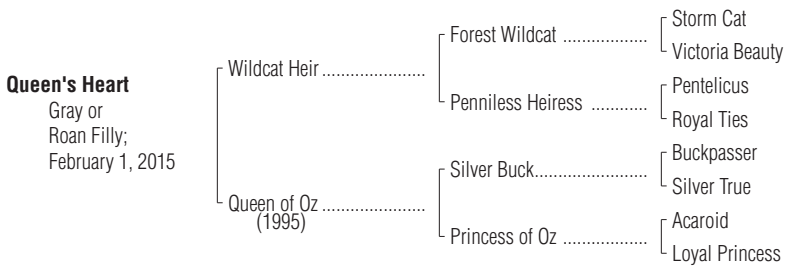 Storm Cat
Forest Wildcat ..................
Victoria Beauty
Wildcat Heir ......................
Pentelicus
Penniless Heiress ............
Royal Ties
Queen's Heart
Gray or
Roan Filly;
February 1, 2015
Buckpasser
Silver Buck........................
Silver True
Queen of Oz ......................
(1995)
Acaroid
Princess of Oz ..................
Loyal Princess